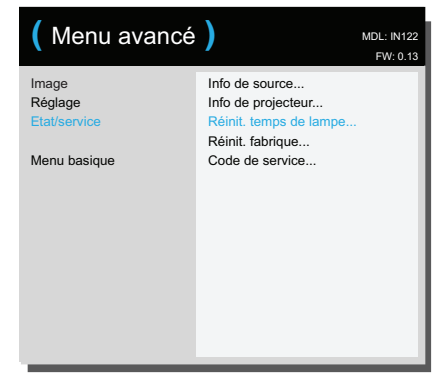 ( Menu avancé )
MDL: IN122
FW: 0.13
Image
Réglage
Etat/service
Menu basique
Info de source...
Info de projecteur...
Réinit. temps de lampe...
Réinit. fabrique...
Code de service...